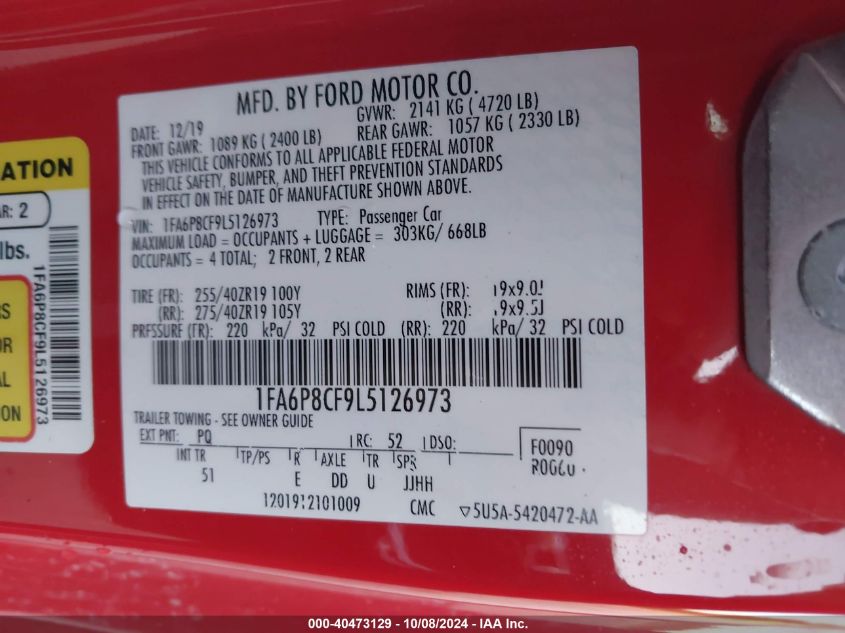 MFD. BY FORD MOTOR CO.
DATE: 12/19 GVWR: 2141 KG ( 4720 LB)
FRONT GAWR: 1089 KG ( 2400 LB) REAR GAWR: 1057 KG ( 2330 LB)
THIS VEHICLE CONFORMS TO ALL APPLICABLE FEDERAL MOTOR
VEHICLE SAFETY, BUMPER, AND THEFT PREVENTION STANDARDS
IN EFFECT ON THE DATE OF MANUFACTURE SHOWN ABOVE.
VIN: 1FA6P8CF9L5126973 TYPE: Passenger Car
MAXIMUM LOAD = OCCUPANTS + LUGGAGE = 303KG/ 668LB
OCCUPANTS = 4 TOTAL; 2 FRONT, 2 REAR
TIRE (FR): 255/40ZR19 100Y RIMS (FR):
(RR): 275/40ZR19 105Y (RR):
PRESSURE (FR): 220 kPa/ 32 PSI COLD (RR): 220 kPa/ 32 PSI COLD
1FA6P8CF9L5126973
TRAILER TOWING - SEE OWNER GUIDE
EXT PNT: PQ RC: 52 DSO: F0090
INT TR TP/PS R AXLE TR SPR
51 E DD U JJHH
CMC ▽5U5A-5420472-AA
ATION
AR: 2
lbs.
RS
OR
AL
ION
1FA6P8CF9L5126973
000-40473129 - 10/08/2024 - IAA Inc.